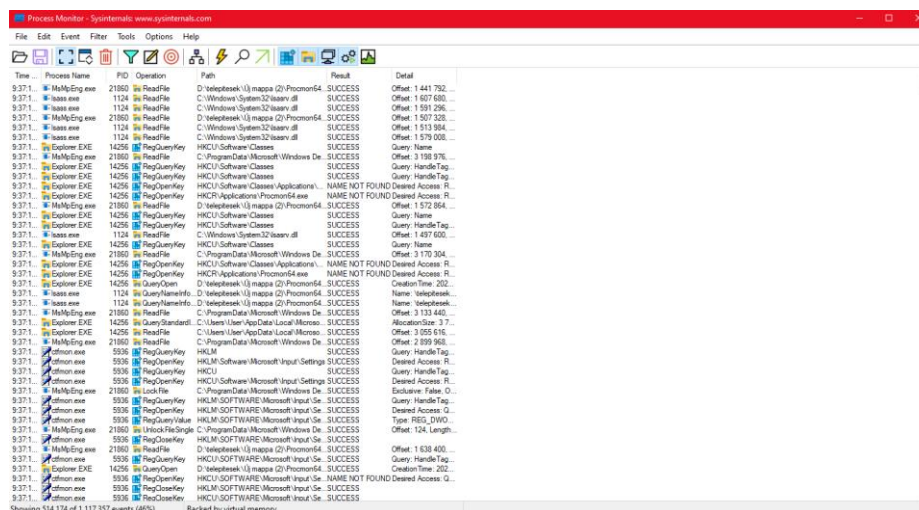 Process Monitor - Sysinternals: www.sysinternals.com
File Edit Event Filter Tools Options Help
Time ... Process Name PID Operation Path Result Detail
9:37:1... MsMpEng.exe 21860 ReadFile D:\telepitesek\Új mappa (2)\Procmon64... SUCCESS Offset: 1 441 792, ...
9:37:1... lsass.exe 1124 ReadFile C:\Windows\System32\lsasrv.dll SUCCESS Offset: 1 607 680, ...
9:37:1... lsass.exe 1124 ReadFile C:\Windows\System32\lsasrv.dll SUCCESS Offset: 1 591 296, ...
9:37:1... MsMpEng.exe 21860 ReadFile D:\telepitesek\Új mappa (2)\Procmon64... SUCCESS Offset: 1 507 328, ...
9:37:1... lsass.exe 1124 ReadFile C:\Windows\System32\lsasrv.dll SUCCESS Offset: 1 513 984, ...
9:37:1... lsass.exe 1124 ReadFile C:\Windows\System32\lsasrv.dll SUCCESS Offset: 1 579 008, ...
9:37:1... Explorer.EXE 14256 RegQueryKey HKCU\Software\Classes SUCCESS Query: Name
9:37:1... MsMpEng.exe 21860 ReadFile C:\ProgramData\Microsoft\Windows De... SUCCESS Offset: 3 198 976, ...
9:37:1... Explorer.EXE 14256 RegQueryKey HKCU\Software\Classes SUCCESS Query: HandleTag...
9:37:1... Explorer.EXE 14256 RegQueryKey HKCU\Software\Classes SUCCESS Query: HandleTag...
9:37:1... Explorer.EXE 14256 RegOpenKey HKCU\Software\Classes\Applications\... NAME NOT FOUND Desired Access: R...
9:37:1... Explorer.EXE 14256 RegOpenKey HKCR\Applications\Procmon64.exe NAME NOT FOUND Desired Access: R...
9:37:1... MsMpEng.exe 21860 ReadFile D:\telepitesek\Új mappa (2)\Procmon64... SUCCESS Offset: 1 572 864, ...
9:37:1... Explorer.EXE 14256 RegQueryKey HKCU\Software\Classes SUCCESS Query: Name
9:37:1... Explorer.EXE 14256 RegQueryKey HKCU\Software\Classes SUCCESS Query: HandleTag...
9:37:1... lsass.exe 1124 ReadFile C:\Windows\System32\lsasrv.dll SUCCESS Offset: 1 497 600, ...
9:37:1... Explorer.EXE 14256 RegQueryKey HKCU\Software\Classes SUCCESS Query: Name
9:37:1... MsMpEng.exe 21860 ReadFile C:\ProgramData\Microsoft\Windows De... SUCCESS Offset: 3 170 304, ...
9:37:1... Explorer.EXE 14256 RegOpenKey HKCU\Software\Classes\Applications\... NAME NOT FOUND Desired Access: R...
9:37:1... Explorer.EXE 14256 RegOpenKey HKCR\Applications\Procmon64.exe NAME NOT FOUND Desired Access: R...
9:37:1... Explorer.EXE 14256 QueryOpen D:\telepitesek\Új mappa (2)\Procmon64... SUCCESS CreationTime: 202...
9:37:1... lsass.exe 1124 QueryNameInfo... D:\telepitesek\Új mappa (2)\Procmon64... SUCCESS Name: \telepitesek...
9:37:1... lsass.exe 1124 QueryNameInfo... D:\telepitesek\Új mappa (2)\Procmon64... SUCCESS Name: \telepitesek...
9:37:1... MsMpEng.exe 21860 ReadFile C:\ProgramData\Microsoft\Windows De... SUCCESS Offset: 3 133 440, ...
9:37:1... Explorer.EXE 14256 QueryStandardI... C:\Users\User\AppData\Local\Microso... SUCCESS AllocationSize: 3 7...
9:37:1... Explorer.EXE 14256 ReadFile C:\Users\User\AppData\Local\Microso... SUCCESS Offset: 3 055 616, ...
9:37:1... MsMpEng.exe 21860 ReadFile C:\ProgramData\Microsoft\Windows De... SUCCESS Offset: 2 899 968, ...
9:37:1... ctfmon.exe 5936 RegQueryKey HKLM SUCCESS Query: HandleTag...
9:37:1... ctfmon.exe 5936 RegOpenKey HKLM\Software\Microsoft\Input\Settings SUCCESS Desired Access: R...
9:37:1... ctfmon.exe 5936 RegQueryKey HKCU SUCCESS Query: HandleTag...
9:37:1... ctfmon.exe 5936 RegOpenKey HKCU\Software\Microsoft\Input\Settings SUCCESS Desired Access: R...
9:37:1... MsMpEng.exe 21860 LockFile C:\ProgramData\Microsoft\Windows De... SUCCESS Exclusive: False, O...
9:37:1... ctfmon.exe 5936 RegQueryKey HKLM\SOFTWARE\Microsoft\Input\Se... SUCCESS Query: HandleTag...
9:37:1... ctfmon.exe 5936 RegOpenKey HKLM\SOFTWARE\Microsoft\Input\Se... SUCCESS Desired Access: Q...
9:37:1... ctfmon.exe 5936 RegQueryValue HKLM\SOFTWARE\Microsoft\Input\Se... SUCCESS Type: REG_DWO...
9:37:1... MsMpEng.exe 21860 UnlockFileSingle C:\ProgramData\Microsoft\Windows De... SUCCESS Offset: 124, Length...
9:37:1... ctfmon.exe 5936 RegCloseKey HKLM\SOFTWARE\Microsoft\Input\Se... SUCCESS
9:37:1... MsMpEng.exe 21860 ReadFile D:\telepitesek\Új mappa (2)\Procmon64... SUCCESS Offset: 1 638 400, ...
9:37:1... ctfmon.exe 5936 RegQueryKey HKCU\SOFTWARE\Microsoft\Input\Se... SUCCESS Query: HandleTag...
9:37:1... Explorer.EXE 14256 QueryOpen D:\telepitesek\Új mappa (2)\Procmon64... SUCCESS CreationTime: 202...
9:37:1... ctfmon.exe 5936 RegOpenKey HKCU\SOFTWARE\Microsoft\Input\Se... NAME NOT FOUND Desired Access: Q...
9:37:1... ctfmon.exe 5936 RegCloseKey HKCU\SOFTWARE\Microsoft\Input\Se... SUCCESS
9:37:1... ctfmon.exe 5936 RegCloseKey HKLM\SOFTWARE\Microsoft\Input\Se... SUCCESS
Showing 514 174 of 1 117 357 events (46%) Backed by virtual memory